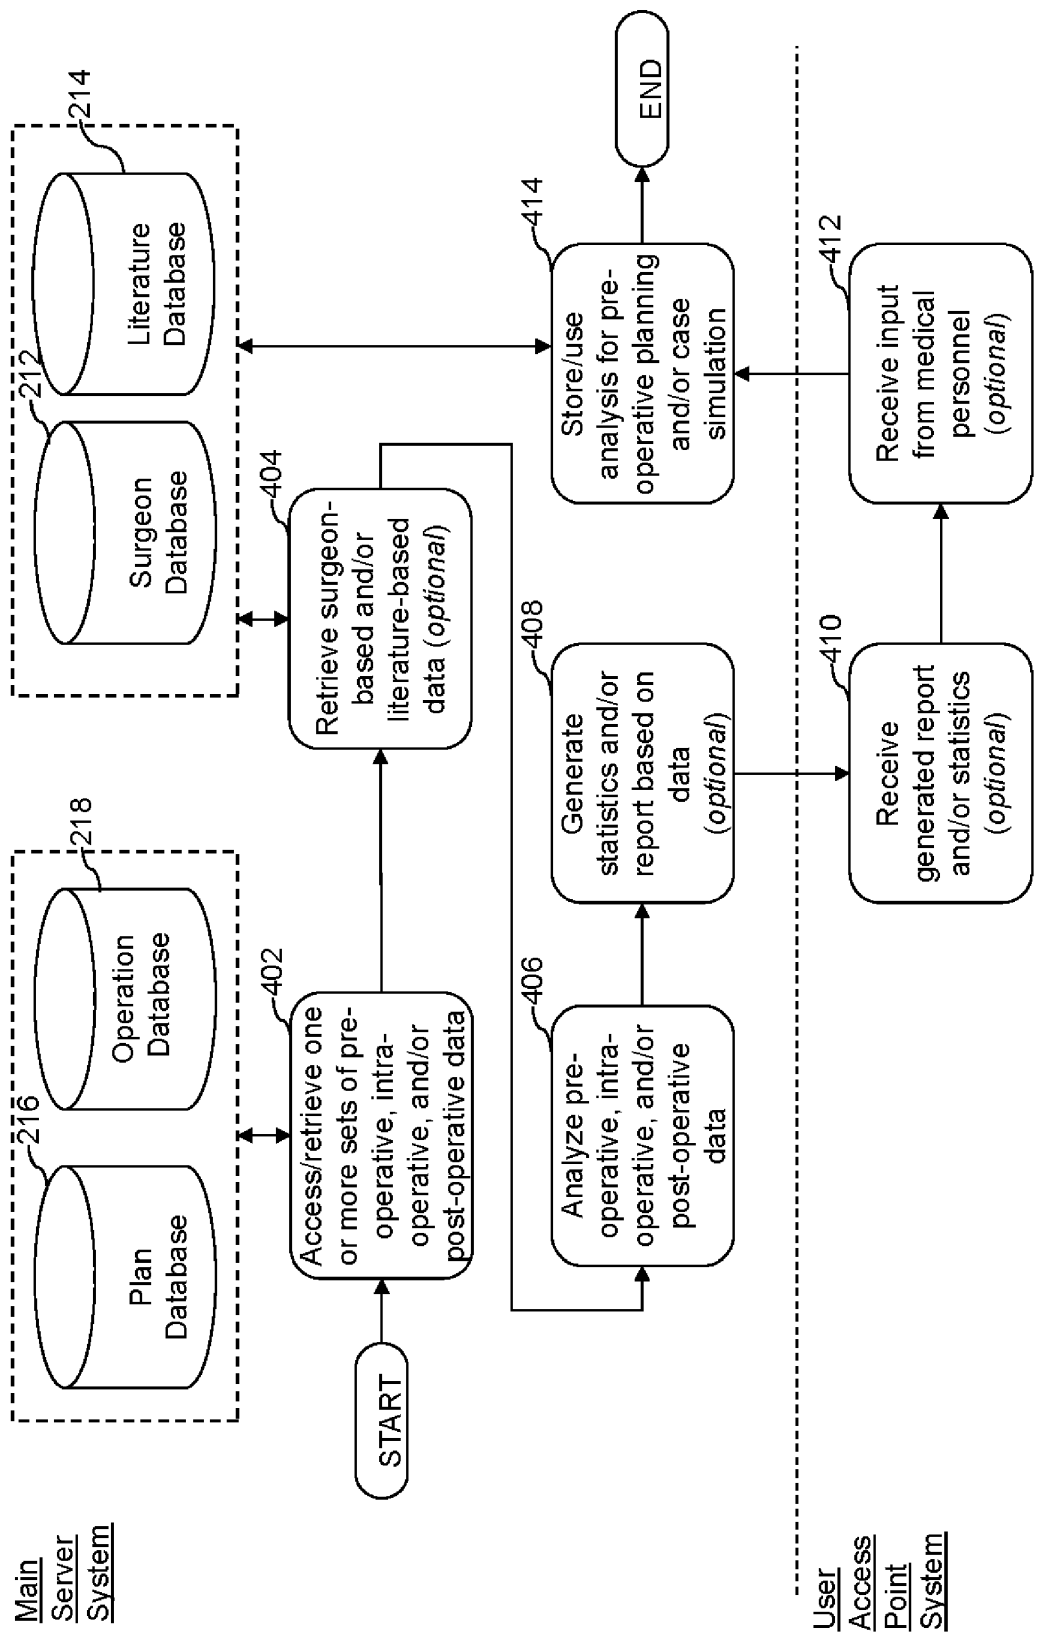 Main
Server
System
216
Plan
Database
218
Operation
Database
212
Surgeon
Database
214
Literature
Database
START
402
Access/retrieve one
or more sets of pre-
operative, intra-
operative, and/or
post-operative data
404
Retrieve surgeon-
based and/or
literature-based
data (optional)
406
Analyze pre-
operative, intra-
operative, and/or
post-operative
data
408
Generate
statistics and/or
report based on
data
(optional)
414
Store/use
analysis for pre-
operative planning
and/or case
simulation
END
User
Access
Point
System
410
Receive
generated report
and/or statistics
(optional)
412
Receive input
from medical
personnel
(optional)